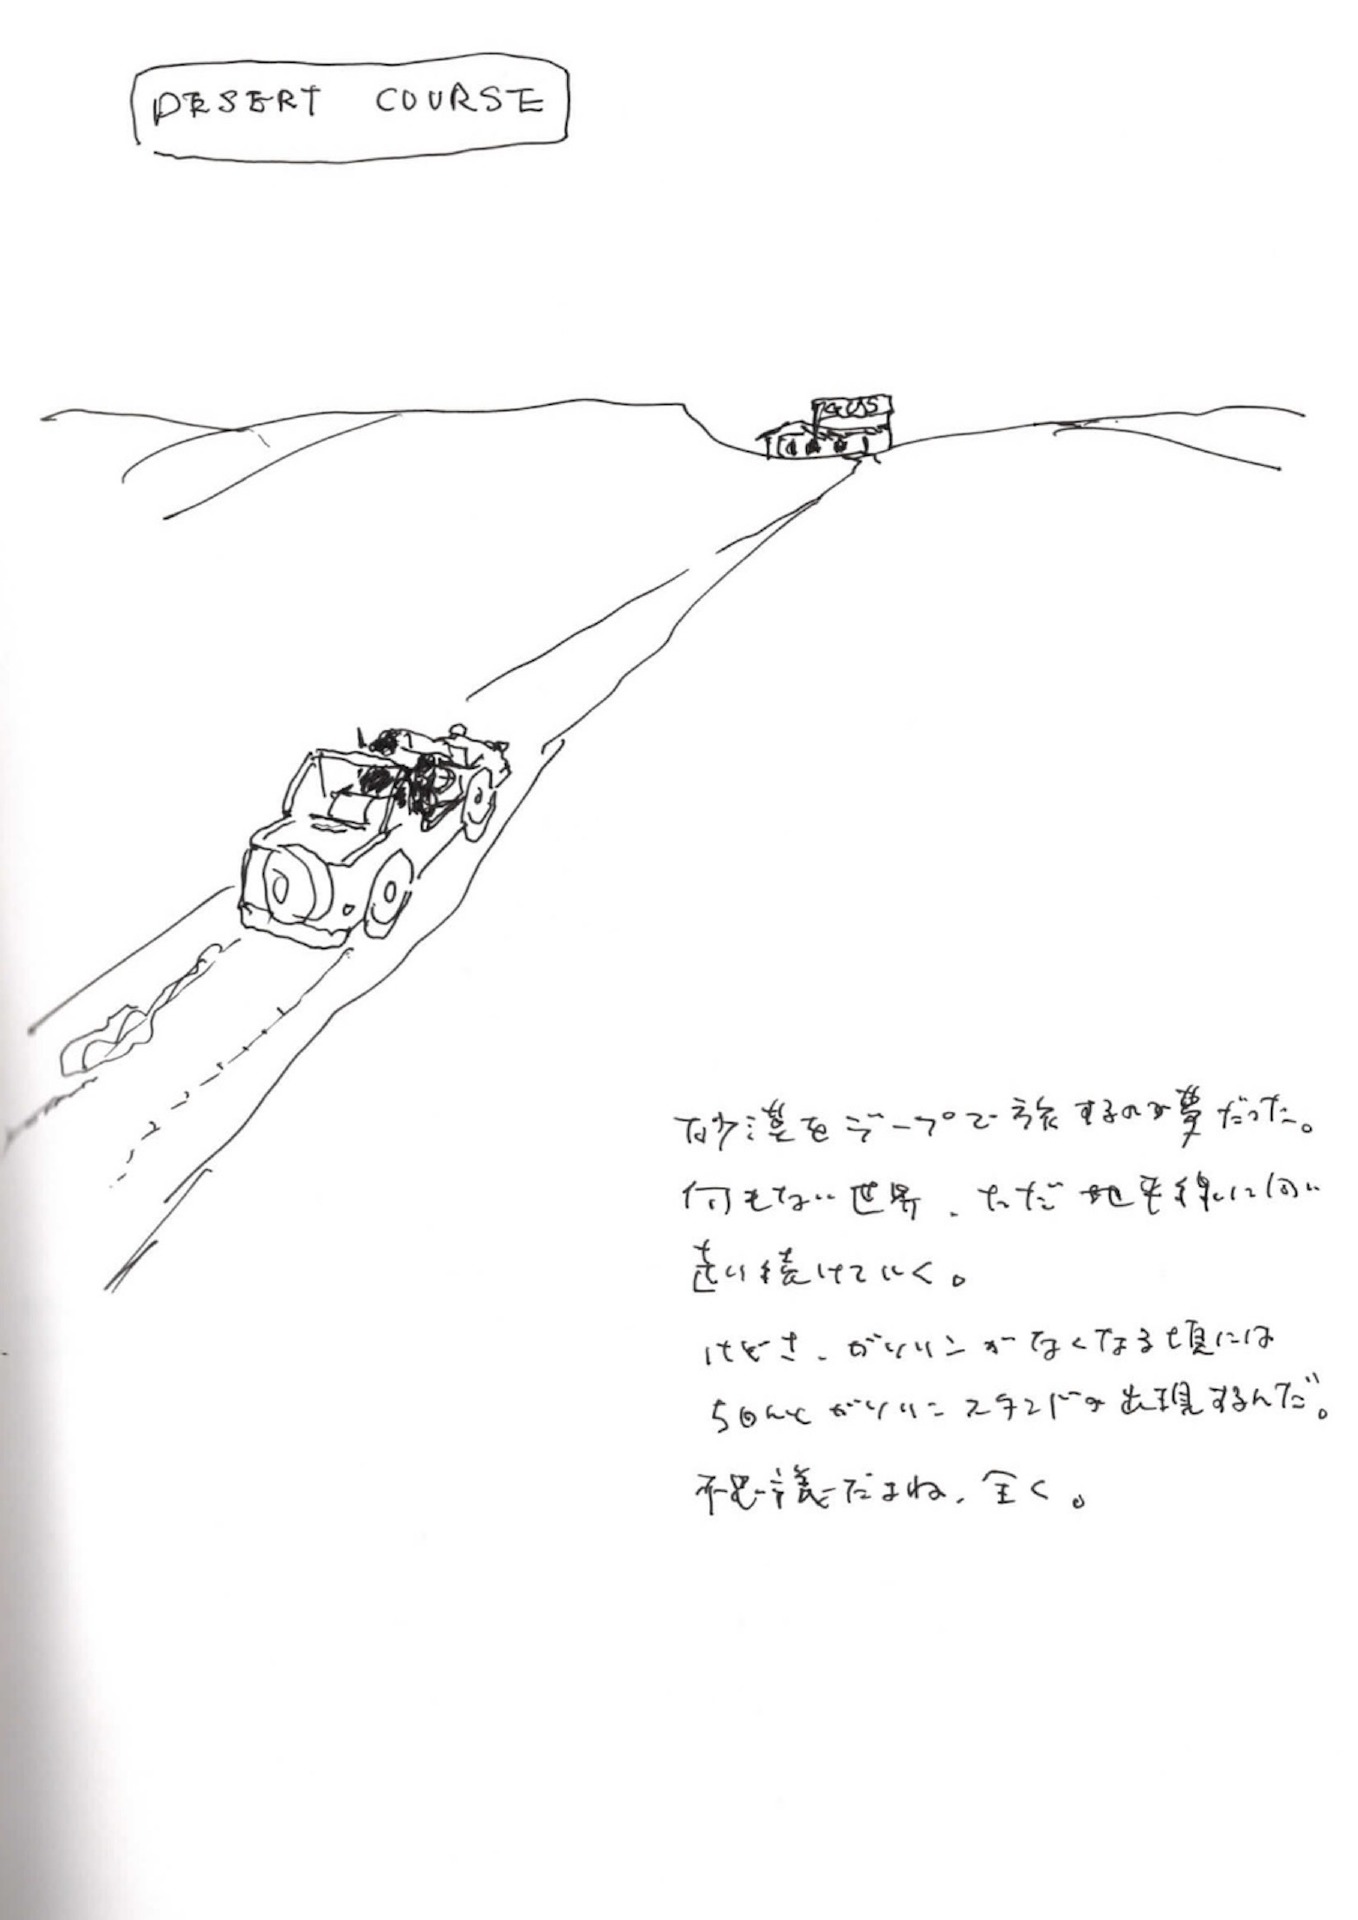 DESERT COURSE
砂漠をジープで旅するのが夢だった。
何もない世界、ただ地平線に向い
走り続けていく。
けどさ、ガソリンがなくなる頃には
ちゃんとガソリンスタンドが出現するんだ。
不思議だよね、全く。